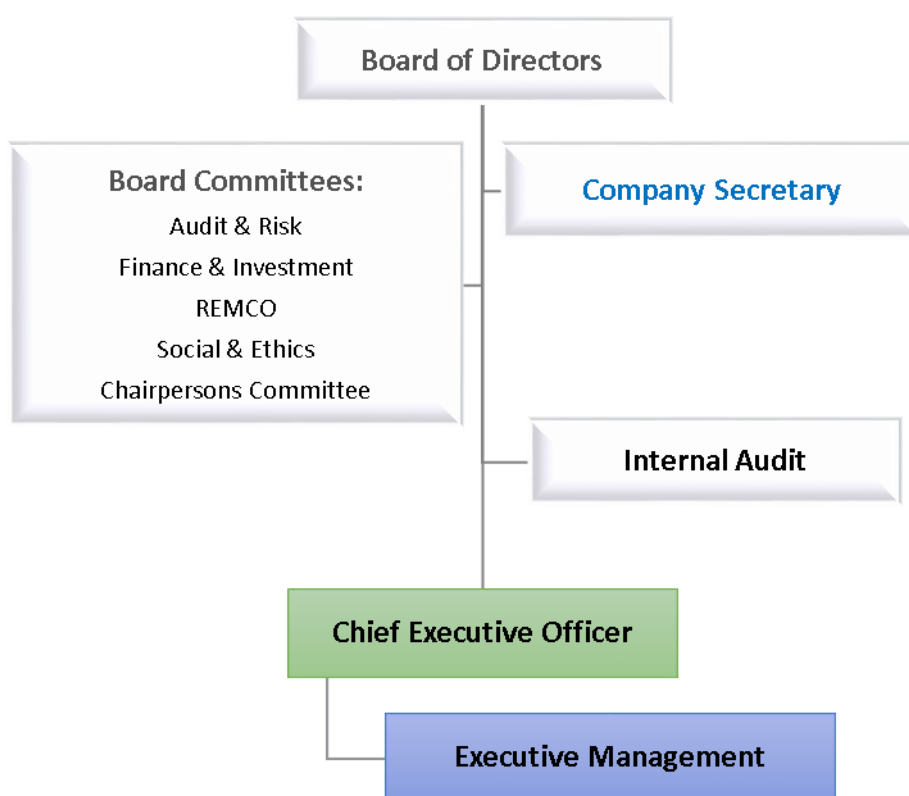 Board of Directors
Board Committees:
Audit & Risk
Finance & Investment
REMCO
Social & Ethics
Chairpersons Committee
Company Secretary
Internal Audit
Chief Executive Officer
Executive Management